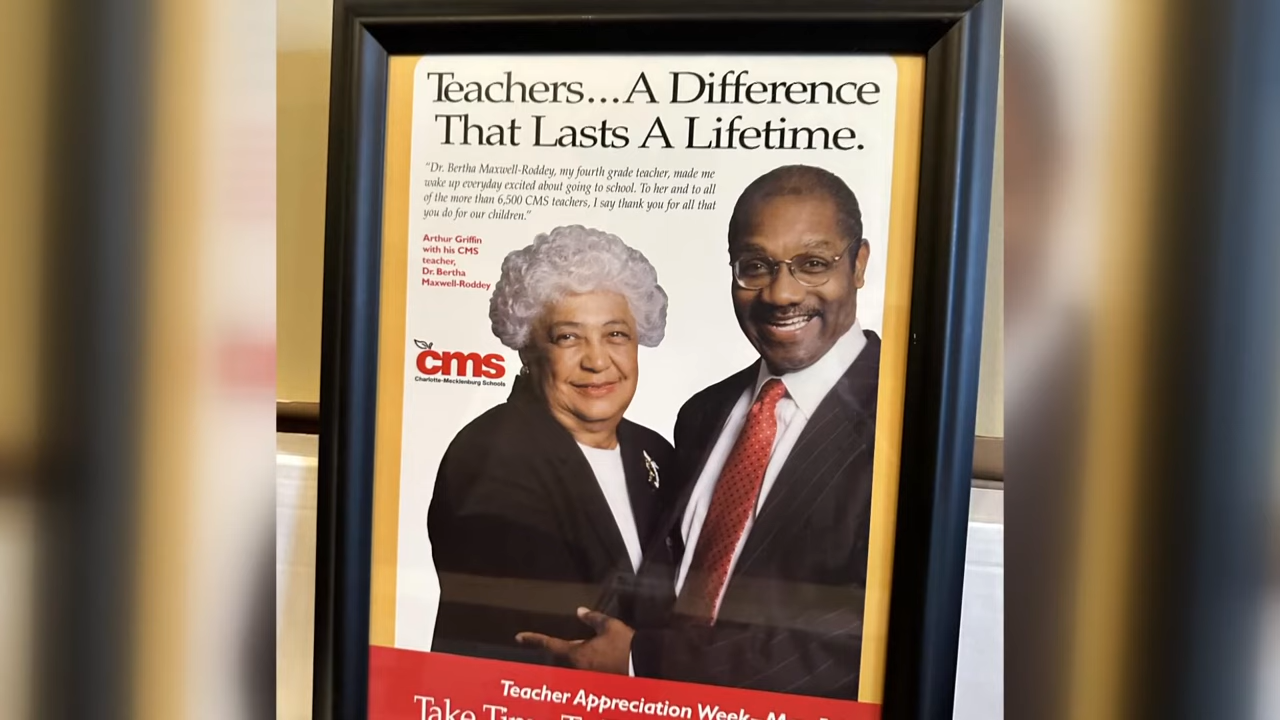 Teachers...A Difference
That Lasts A Lifetime.
"Dr. Bertha Maxwell-Roddey, my fourth grade teacher, made me
wake up everyday excited about going to school. To her and to all
of the more than 6,500 CMS teachers, I say thank you for all that
you do for our children."
Arthur Griffin
with his CMS
teacher,
Dr. Bertha
Maxwell-Roddey
cms
Charlotte-Mecklenburg Schools
Teacher Appreciation Week-
Take